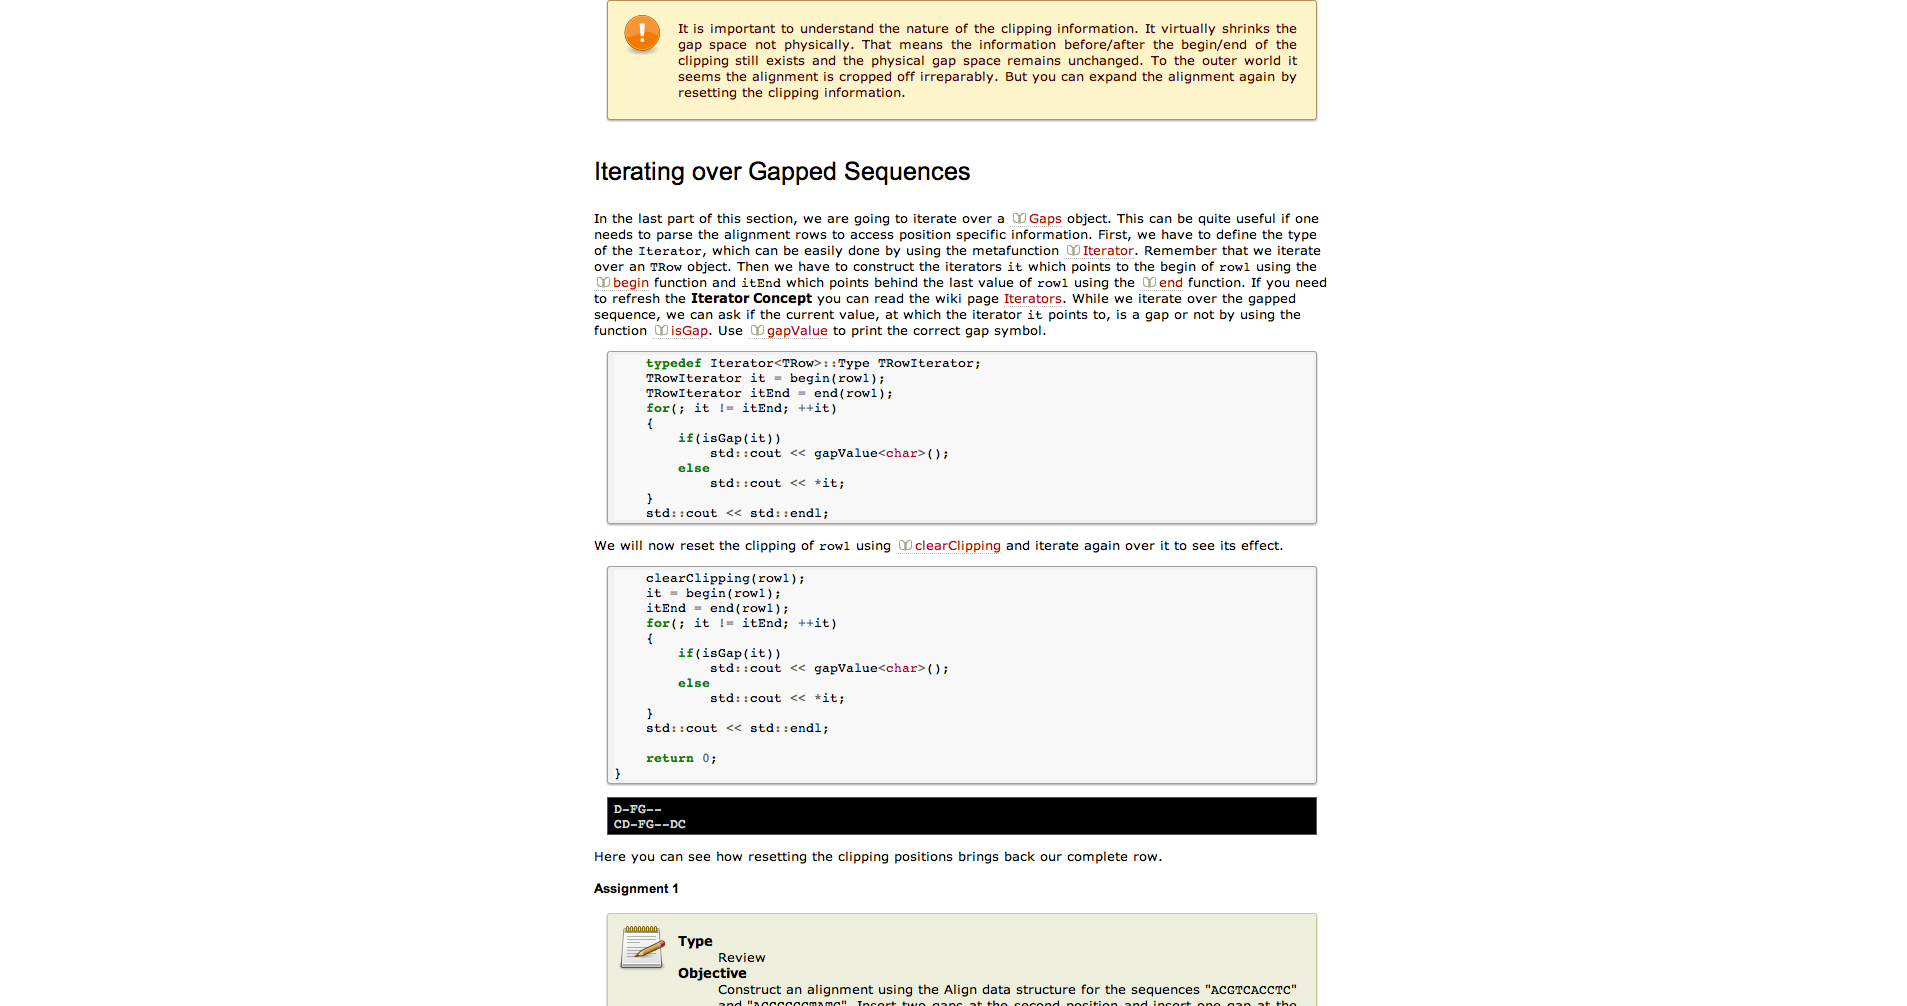 It is important to understand the nature of the clipping information. It virtually shrinks the
gap space not physically. That means the information before/after the begin/end of the
clipping still exists and the physical gap space remains unchanged. To the outer world it
seems the alignment is cropped off irreparably. But you can expand the alignment again by
resetting the clipping information.
Iterating over Gapped Sequences
In the last part of this section, we are going to iterate over a Gaps object. This can be quite useful if one
needs to parse the alignment rows to access position specific information. First, we have to define the type
of the Iterator, which can be easily done by using the metafunction Iterator. Remember that we iterate
over an TRow object. Then we have to construct the iterators it which points to the begin of row1 using the
begin function and itEnd which points behind the last value of row1 using the end function. If you need
to refresh the Iterator Concept you can read the wiki page Iterators. While we iterate over the gapped
sequence, we can ask if the current value, at which the iterator it points to, is a gap or not by using the
function isGap. Use gapValue to print the correct gap symbol.
typedef Iterator<TRow>::Type TRowIterator;
TRowIterator it = begin(row1);
TRowIterator itEnd = end(row1);
for(; it != itEnd; ++it)
{
if(isGap(it))
std::cout << gapValue<char>();
else
std::cout << *it;
}
std::cout << std::endl;
We will now reset the clipping of row1 using clearClipping and iterate again over it to see its effect.
clearClipping(row1);
it = begin(row1);
itEnd = end(row1);
for(; it != itEnd; ++it)
{
if(isGap(it))
std::cout << gapValue<char>();
else
std::cout << *it;
}
std::cout << std::endl;
return 0;
}
D-FG--
CD-FG--DC
Here you can see how resetting the clipping positions brings back our complete row.
Assignment 1
Type
Review
Objective
Construct an alignment using the Align data structure for the sequences "ACGTCACCTC"
and Insert two gaps at the second position and insert one gap at the